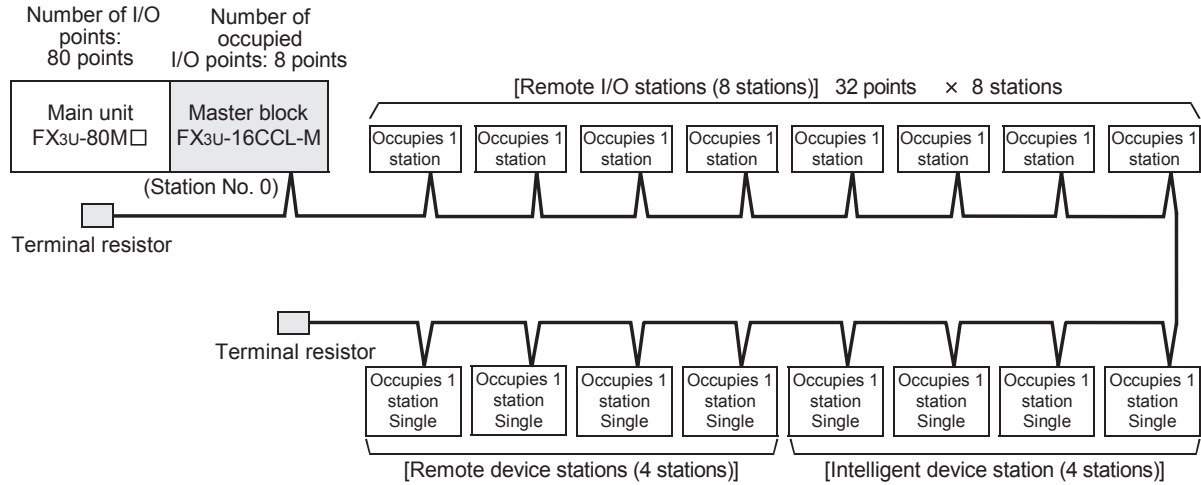 Number of I/O
points:
80 points
Number of
occupied
I/O points: 8 points
Main unit
FX3U-80M□
Master block
FX3U-16CCL-M
(Station No. 0)
Terminal resistor
[Remote I/O stations (8 stations)] 32 points × 8 stations
Occupies 1
station
Occupies 1
station
Occupies 1
station
Occupies 1
station
Occupies 1
station
Occupies 1
station
Occupies 1
station
Occupies 1
station
Terminal resistor
Occupies 1
station
Single
Occupies 1
station
Single
Occupies 1
station
Single
Occupies 1
station
Single
Occupies 1
station
Single
Occupies 1
station
Single
Occupies 1
station
Single
Occupies 1
station
Single
[Remote device stations (4 stations)]
[Intelligent device station (4 stations)]